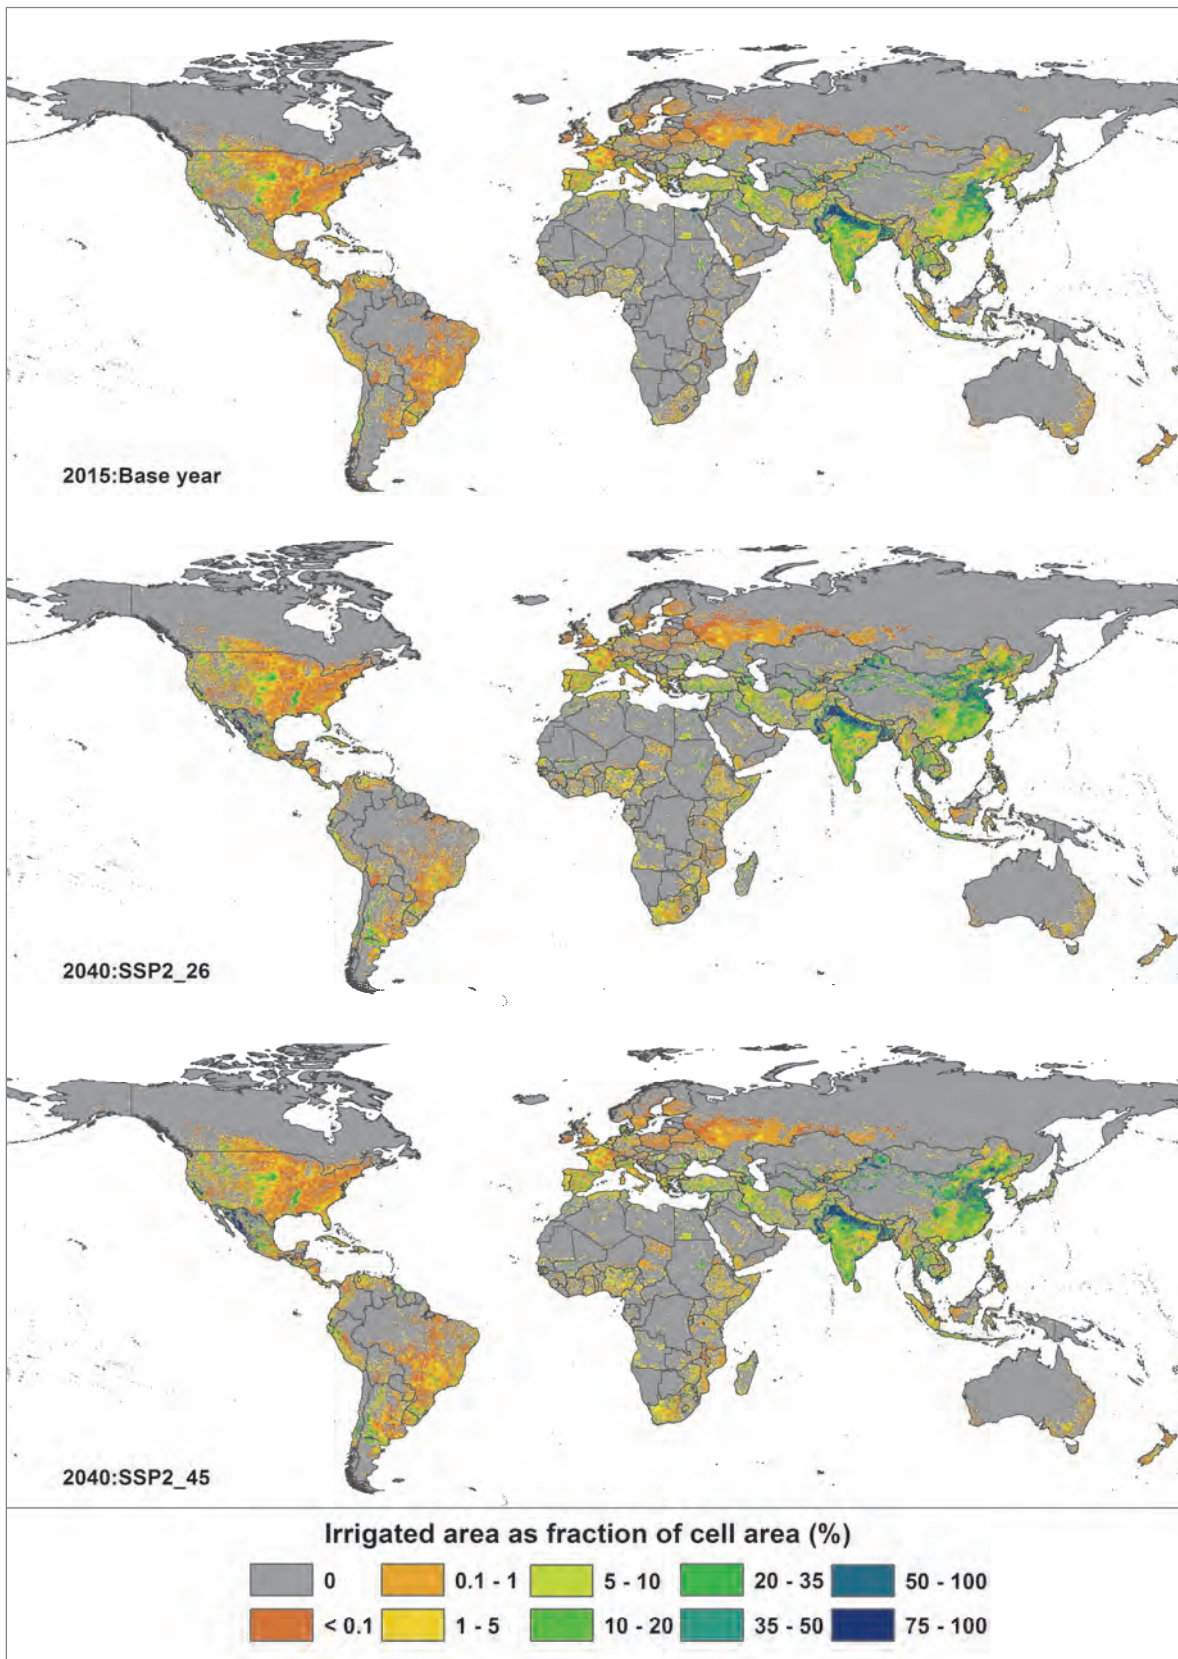 2015:Base year
2040:SSP2_26
2040:SSP2_45
Irrigated area as fraction of cell area (%)
0 0.1 - 1 5 - 10 20 - 35 50 - 100
< 0.1 1 - 5 10 - 20 35 - 50 75 - 100